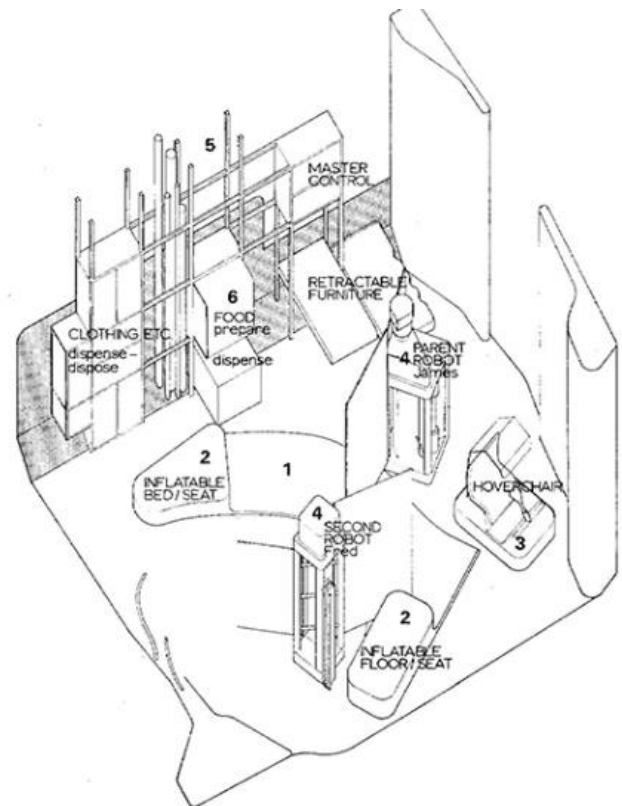 5
MASTER
CONTROL
6
FOOD
prepare
dispense
RETRACTABLE
FURNITURE
CLOTHING ETC
dispense –
dispose
4
PARENT
ROBOT
James
2
INFLATABLE
BED / SEAT
1
HOVERCHAIR
3
4
SECOND
ROBOT
Fred
2
INFLATABLE
FLOOR / SEAT